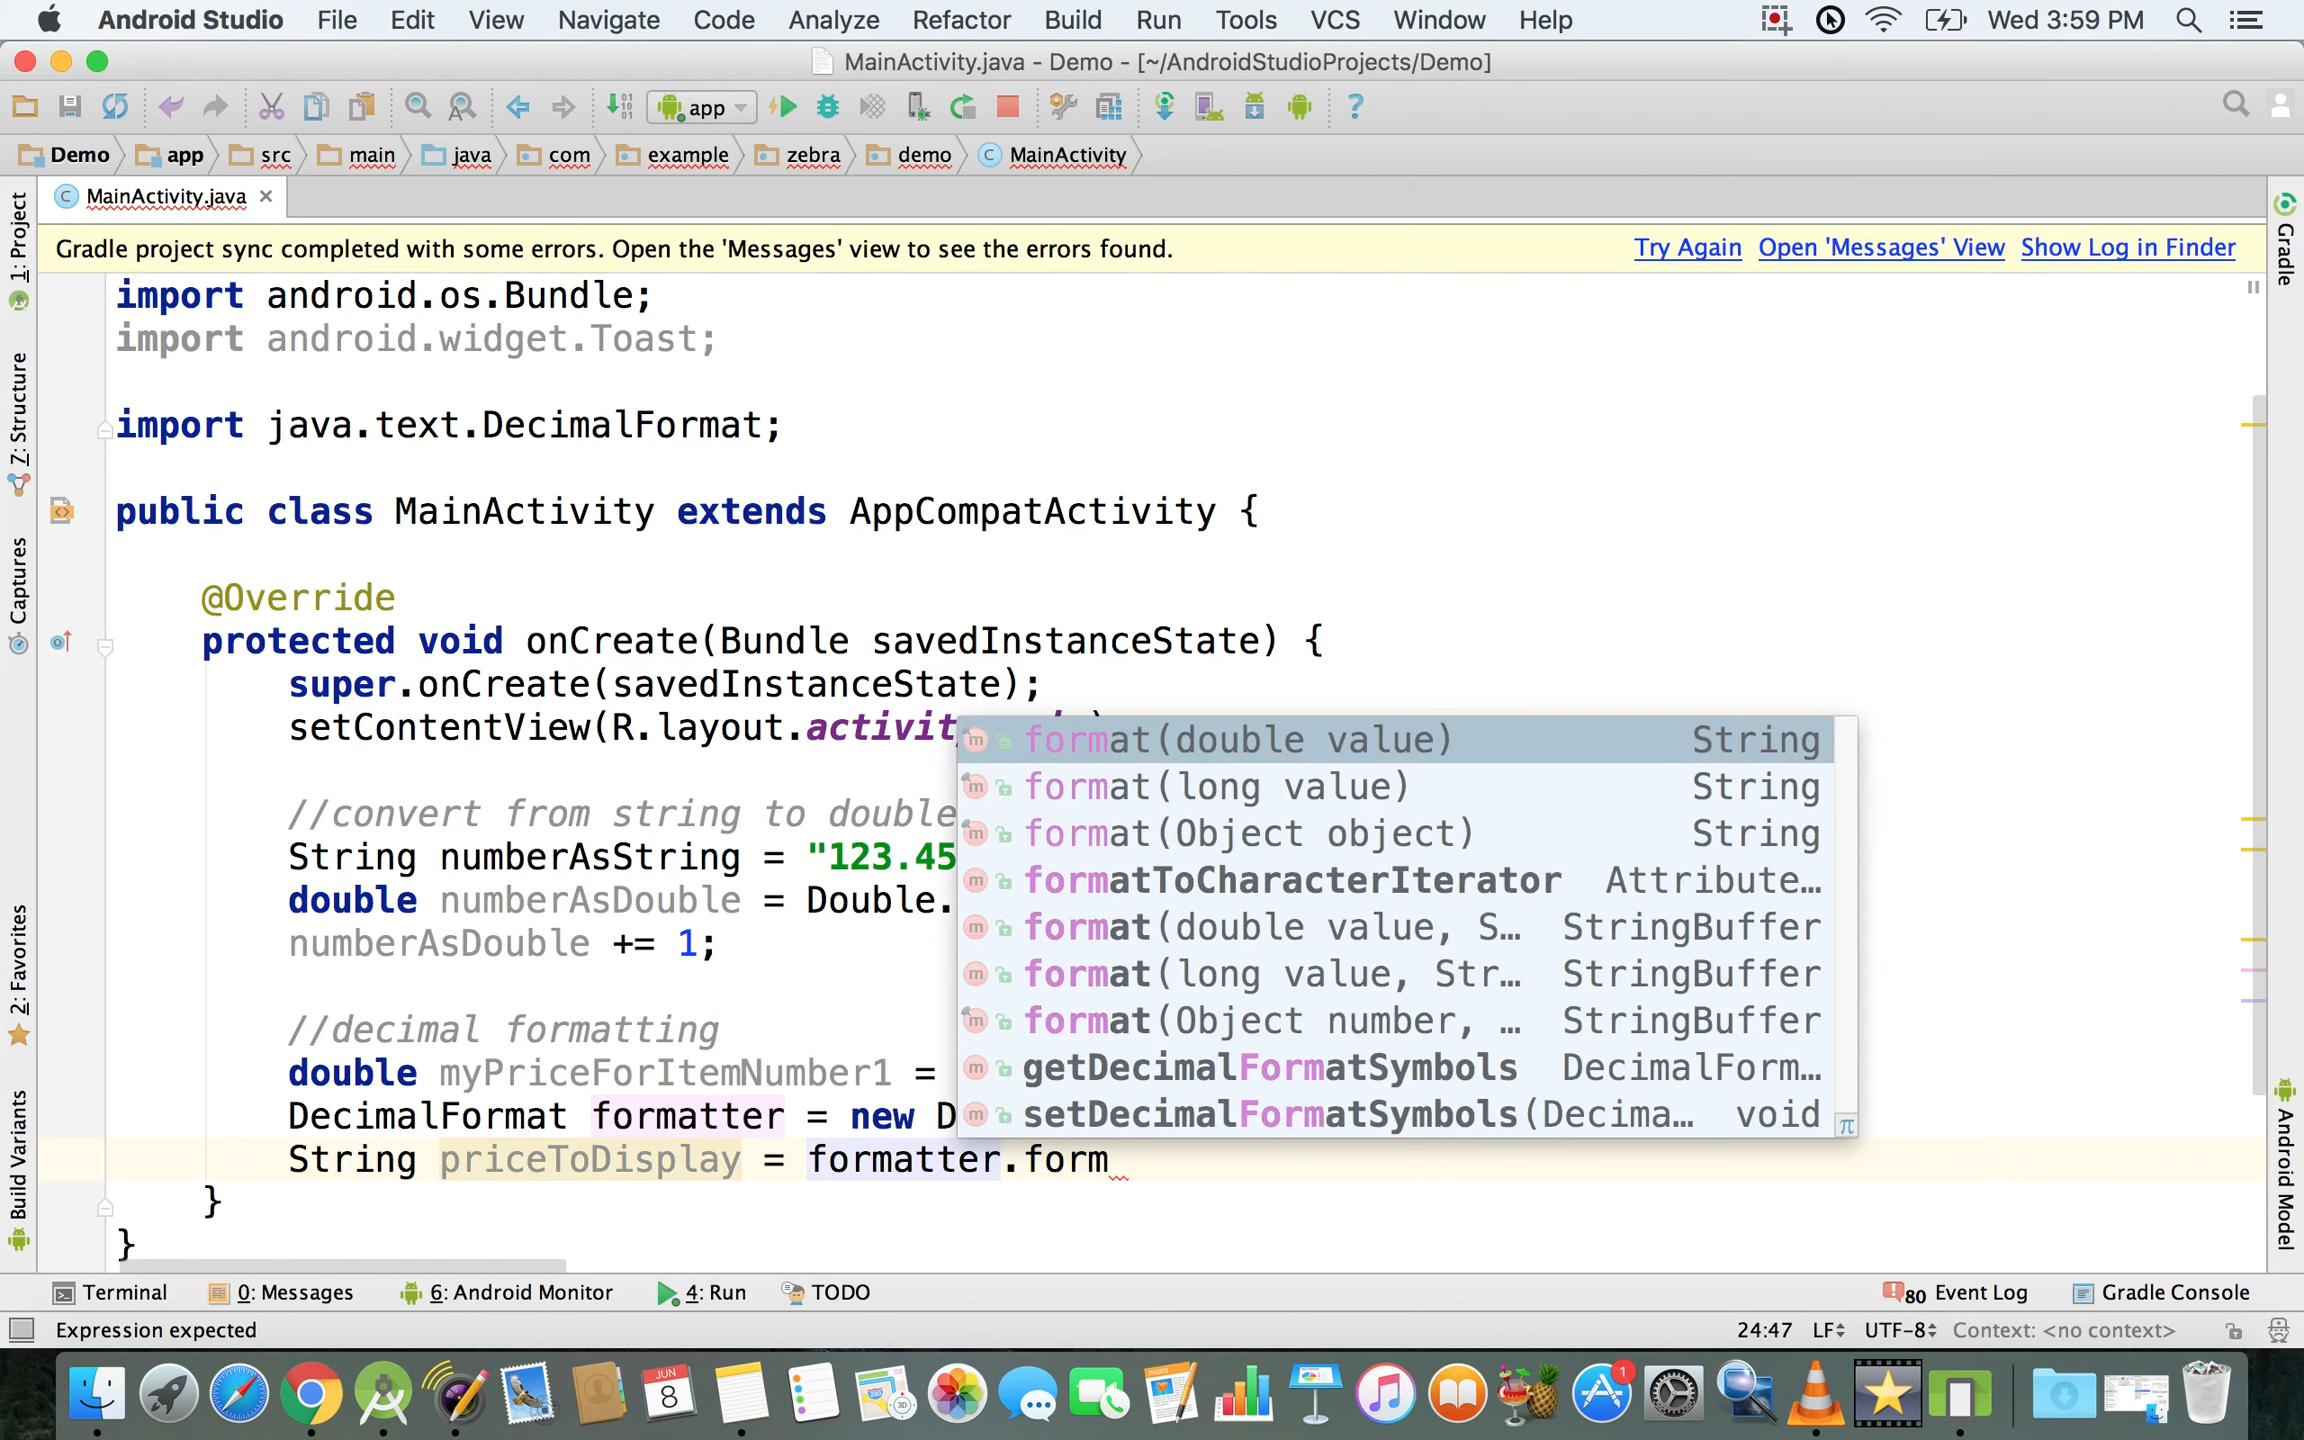 Android Studio File Edit View Navigate Code Analyze Refactor Build Run Tools VCS Window Help Wed 3:59 PM
MainActivity.java - Demo - [~/AndroidStudioProjects/Demo]
app
Demo app src main java com example zebra demo MainActivity
MainActivity.java
Gradle project sync completed with some errors. Open the 'Messages' view to see the errors found. Try Again Open 'Messages' View Show Log in Finder
1: Project
7: Structure
Captures
2: Favorites
Build Variants
import android.os.Bundle;
import android.widget.Toast;
import java.text.DecimalFormat;
public class MainActivity extends AppCompatActivity {
@Override
protected void onCreate(Bundle savedInstanceState) {
super.onCreate(savedInstanceState);
setContentView(R.layout.activit
//convert from string to double
String numberAsString = "123.45
double numberAsDouble = Double.
numberAsDouble += 1;
//decimal formatting
double myPriceForItemNumber1 =
DecimalFormat formatter = new D
String priceToDisplay = formatter.form
}
}
format(double value) String
format(long value) String
format(Object object) String
formatToCharacterIterator Attribute…
format(double value, S… StringBuffer
format(long value, Str… StringBuffer
format(Object number, … StringBuffer
getDecimalFormatSymbols DecimalForm…
setDecimalFormatSymbols(Decima… void
π
Gradle
Android Model
Terminal 0: Messages 6: Android Monitor 4: Run TODO 80 Event Log Gradle Console
Expression expected 24:47 LF UTF-8 Context: <no context>
JUN
8
280
3D
PAGES
1